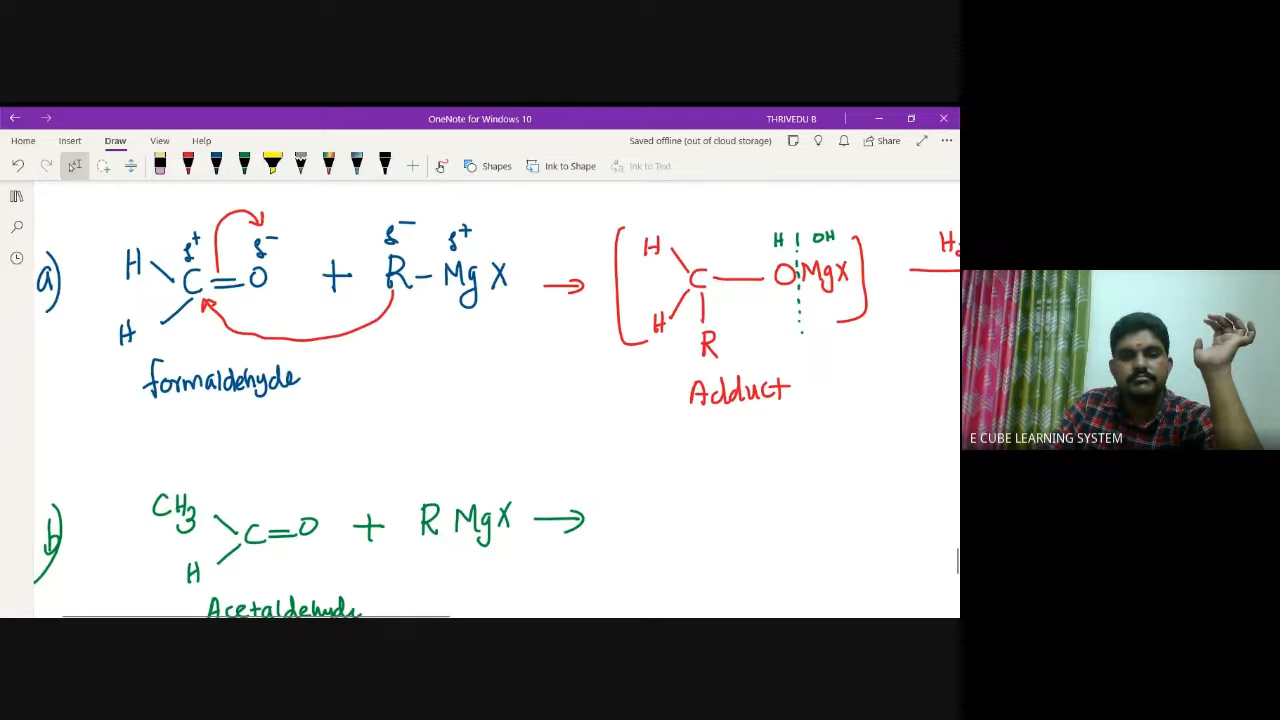 OneNote for Windows 10
THRIVEDU B
Home Insert Draw View Help
Saved offline (out of cloud storage)
Share
Shapes
Ink to Shape
Ink to Text
a)
H
H
δ+
δ−
C=O
+
δ−
δ+
R–MgX
→
H
H
C—OMgX
R
H OH
H
formaldehyde
Adduct
E CUBE LEARNING SYSTEM
b)
CH3
H
C=O
+
R MgX →
Acetaldehyde